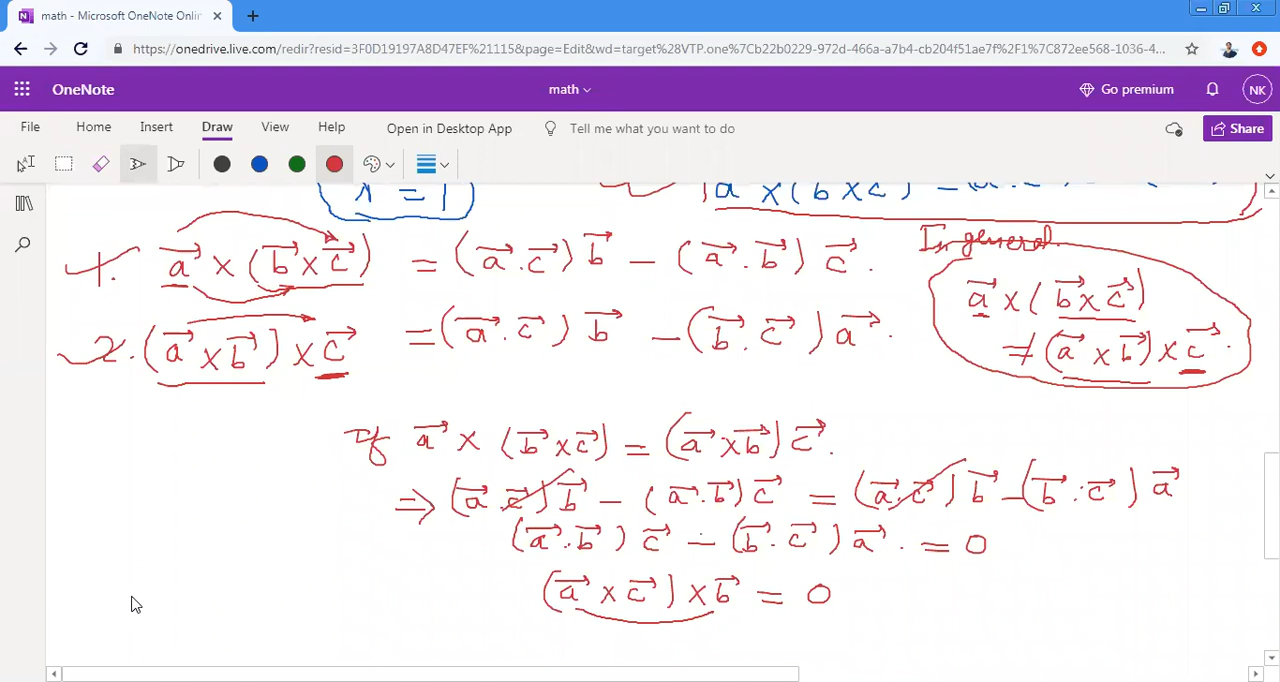 math - Microsoft OneNote Onlin
https://onedrive.live.com/redir?resid=3F0D19197A8D47EF%21115&page=Edit&wd=target%28VTP.one%7Cb22b0229-972d-466a-a7b4-cb204f51ae7f%2F1%7C872ee568-1036-4...
OneNote
math
Go premium
NK
File Home Insert Draw View Help Open in Desktop App Tell me what you want to do
Share
λ = 1
1. a⃗ × (b⃗ × c⃗) = (a⃗ . c⃗) b⃗ − (a⃗ . b⃗) c⃗.
In general
a⃗ × (b⃗ × c⃗)
≠ (a⃗ × b⃗) × c⃗.
2. (a⃗ × b⃗) × c⃗ = (a⃗ . c⃗) b⃗ − (b⃗ . c⃗) a⃗.
If a⃗ × (b⃗ × c⃗) = (a⃗ × b⃗) c⃗.
⇒ (a⃗ c⃗) b⃗ − (a⃗ . b⃗) c⃗ = (a⃗ . c⃗) b⃗ − (b⃗ . c⃗) a⃗
(a⃗ . b⃗) c⃗ − (b⃗ . c⃗) a⃗. = 0
(a⃗ × c⃗) × b⃗ = 0